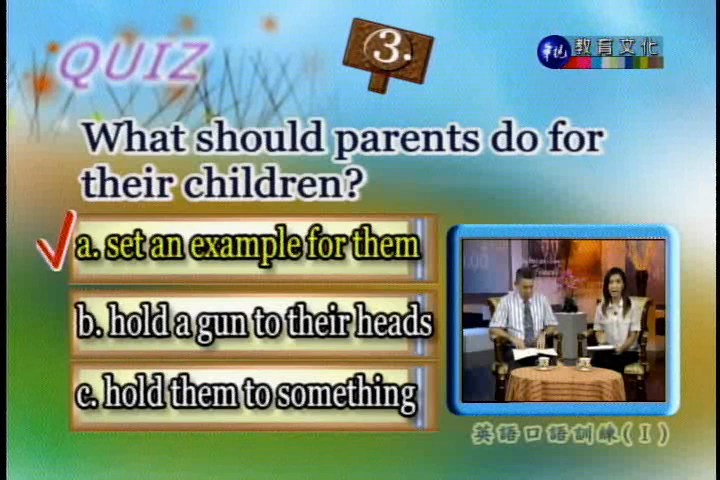 QUIZ
3.
華視 教育文化
What should parents do for
their children?
a. set an example for them
b. hold a gun to their heads
c. hold them to something
英語口語訓練(I)